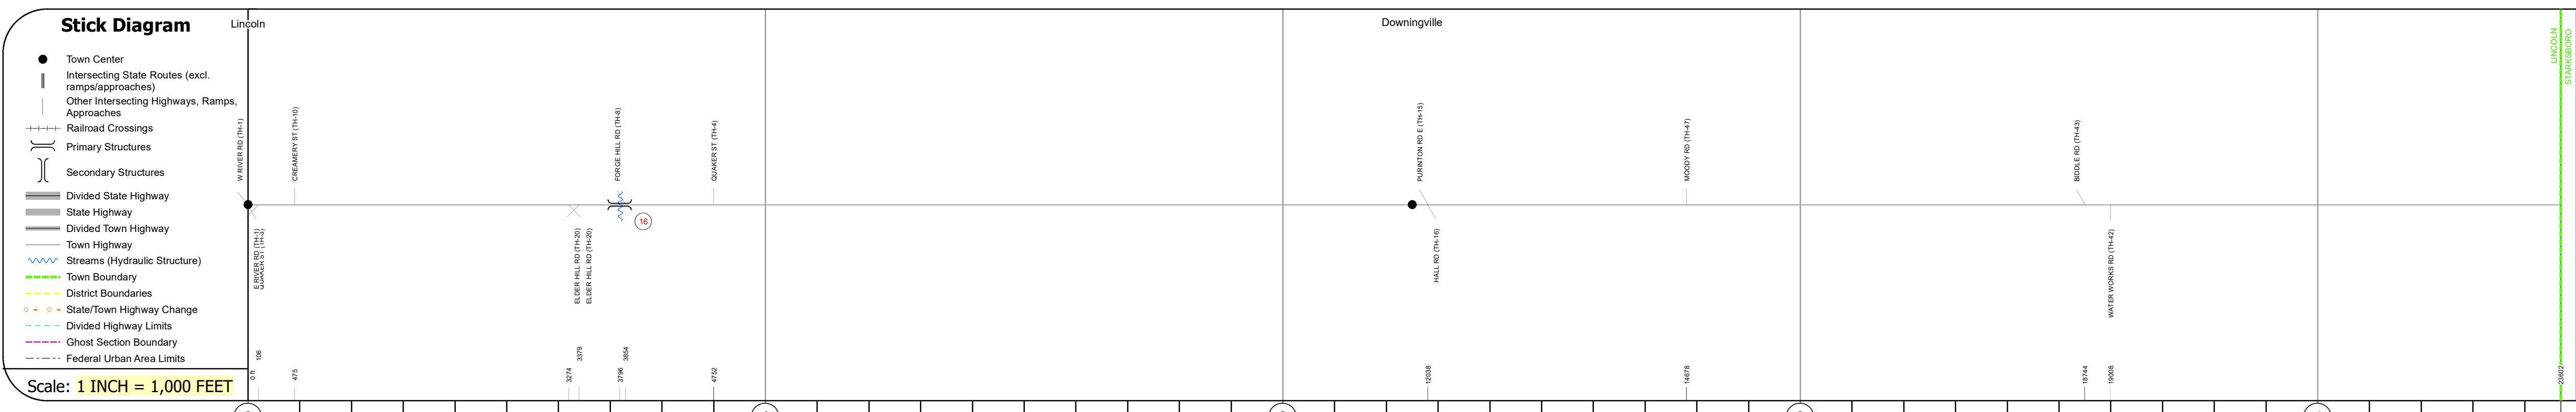 Stick Diagram
Town Center
Intersecting State Routes (excl.
ramps/approaches)
Other Intersecting Highways, Ramps,
Approaches
Railroad Crossings
Primary Structures
Secondary Structures
Divided State Highway
State Highway
Divided Town Highway
Town Highway
Streams (Hydraulic Structure)
Town Boundary
District Boundaries
State/Town Highway Change
Divided Highway Limits
Ghost Section Boundary
Federal Urban Area Limits
Scale: 1 INCH = 1,000 FEET
Lincoln
Downingville
LINCOLN
STARKSBORO
W RIVER RD (TH-1)
CREAMERY ST (TH-10)
FORGE HILL RD (TH-8)
QUAKER ST (TH-4)
PURINTON RD E (TH-15)
MOODY RD (TH-47)
BIDDLE RD (TH-43)
16
E RIVER RD (TH-1)
QUAKER ST (TH-3)
ELDER HILL RD (TH-20)
ELDER HILL RD (TH-20)
HALL RD (TH-16)
WATER WORKS RD (TH-42)
0 ft
106
475
3274
3379
3796
3854
4752
12038
14678
18744
19008
23602